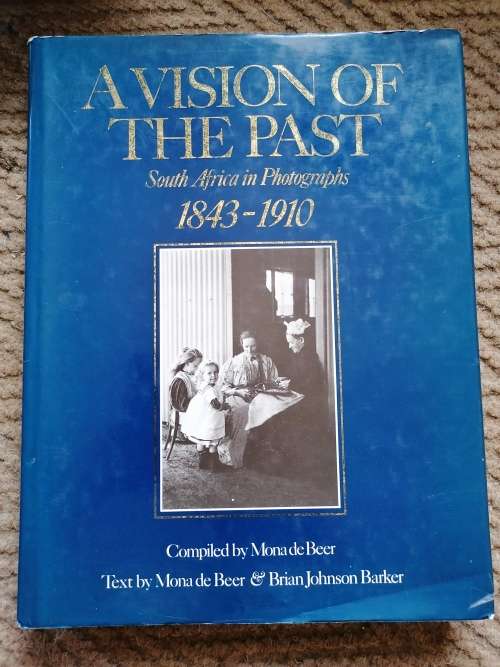 A VISION OF
THE PAST
South Africa in Photographs
1843-1910
Compiled by Mona de Beer
Text by Mona de Beer & Brian Johnson Barker